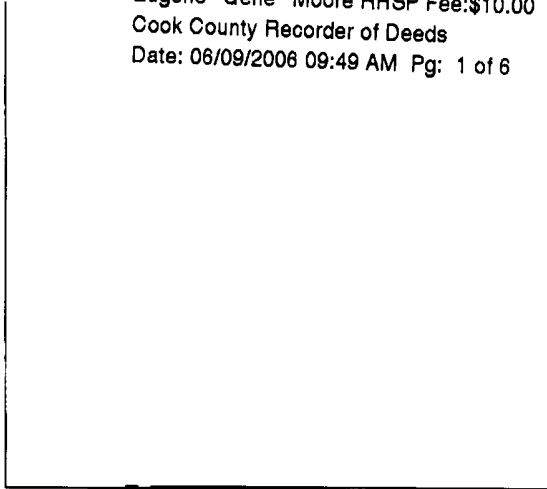 Eugene "Gene" Moore RHSP Fee:$10.00
Cook County Recorder of Deeds
Date: 06/09/2006 09:49 AM Pg: 1 of 6